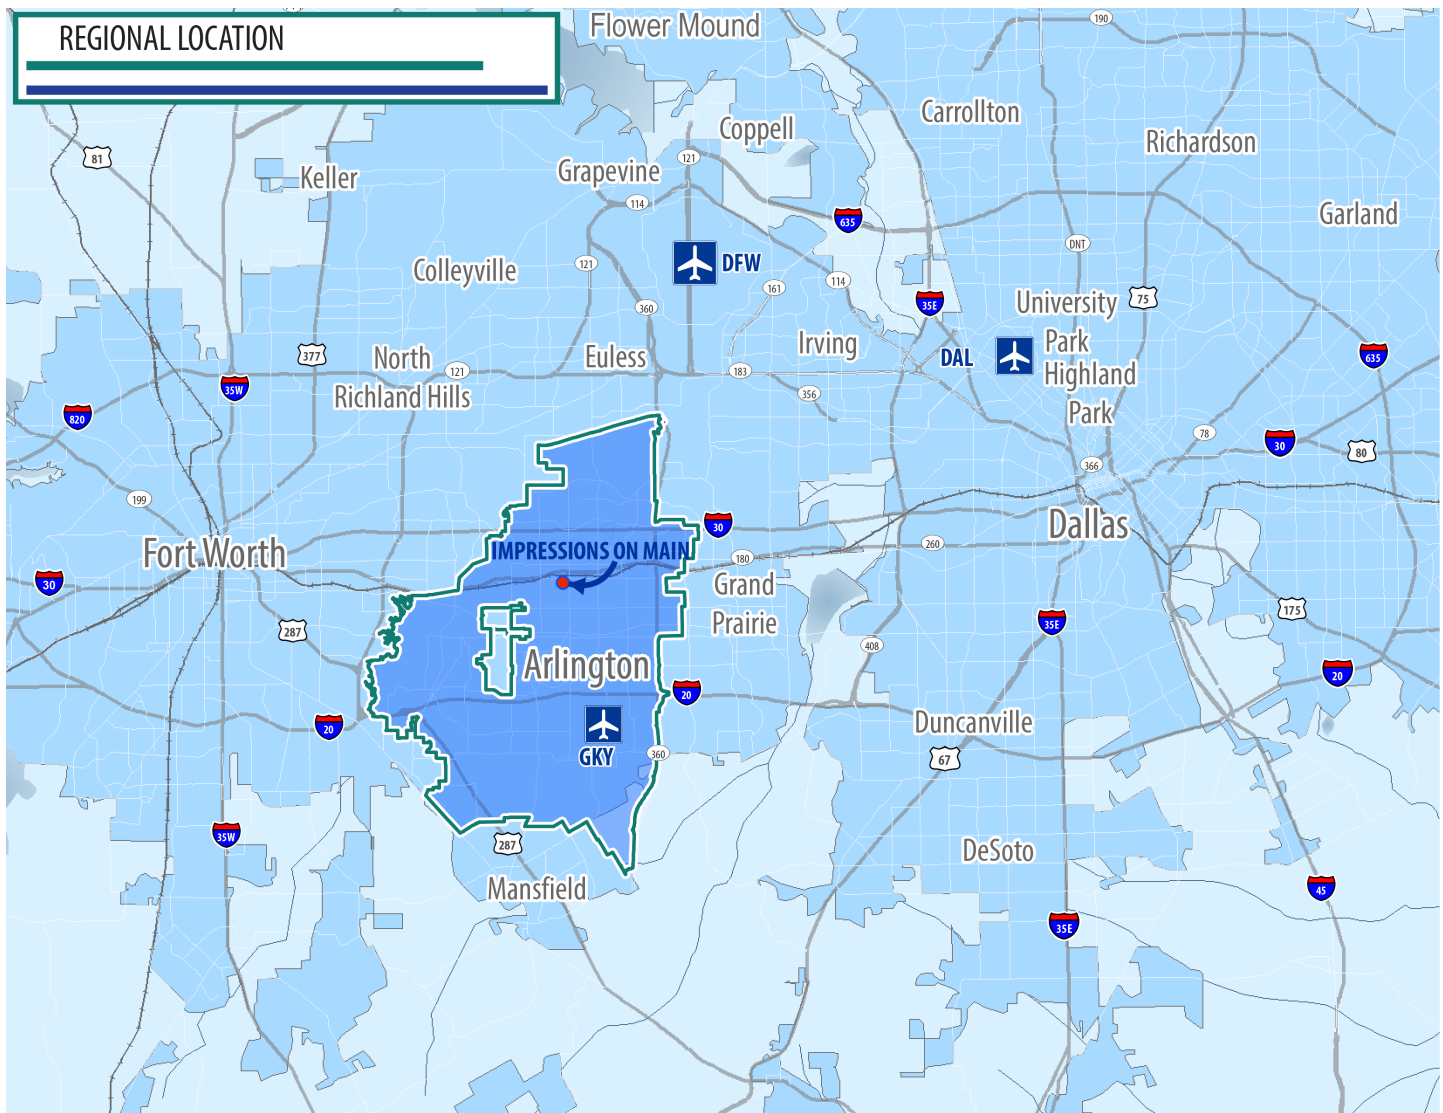 REGIONAL LOCATION
Flower Mound
190
Carrollton
Coppell
Richardson
81
121
Keller
Grapevine
114
Garland
635
DNT
Colleyville
121
DFW
161
114
University
75
35E
360
Irving
Park
North
377
Euless
DAL
635
Highland
121
183
35W
Richland Hills
356
Park
820
78
30
80
366
199
30
Dallas
Fort Worth
IMPRESSIONS ON MAIN
180
260
30
Grand
175
Prairie
35E
287
408
Arlington
20
20
Duncanville
20
GKY
360
67
35W
287
DeSoto
Mansfield
45
35E